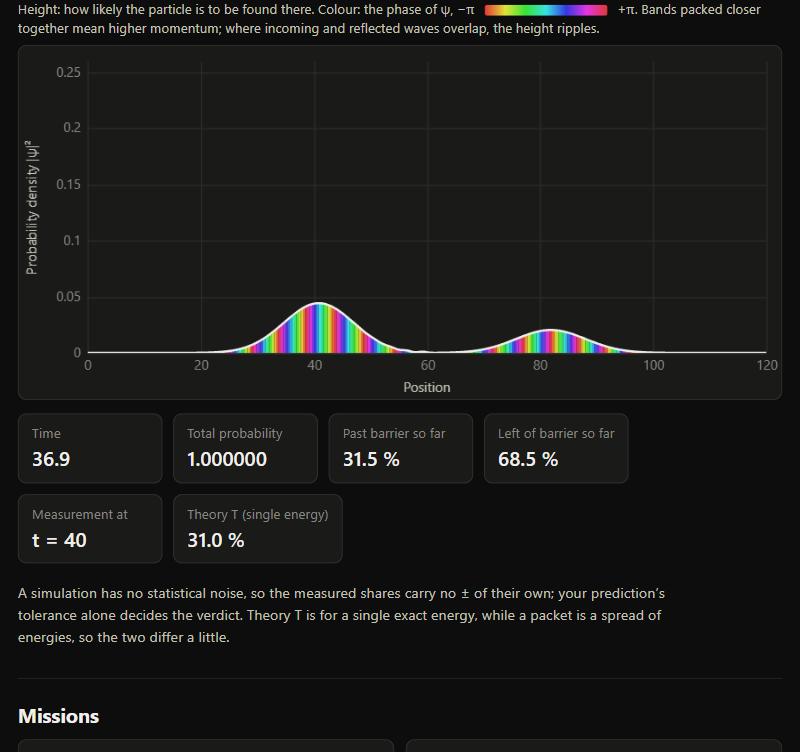 Height: how likely the particle is to be found there. Colour: the phase of ψ, −π +π. Bands packed closer
together mean higher momentum; where incoming and reflected waves overlap, the height ripples.
0.25
0.2
0.15
0.1
0.05
0
Probability density |ψ|²
0 20 40 60 80 100 120
Position
Time
36.9
Total probability
1.000000
Past barrier so far
31.5 %
Left of barrier so far
68.5 %
Measurement at
t = 40
Theory T (single energy)
31.0 %
A simulation has no statistical noise, so the measured shares carry no ± of their own; your prediction's
tolerance alone decides the verdict. Theory T is for a single exact energy, while a packet is a spread of
energies, so the two differ a little.
Missions